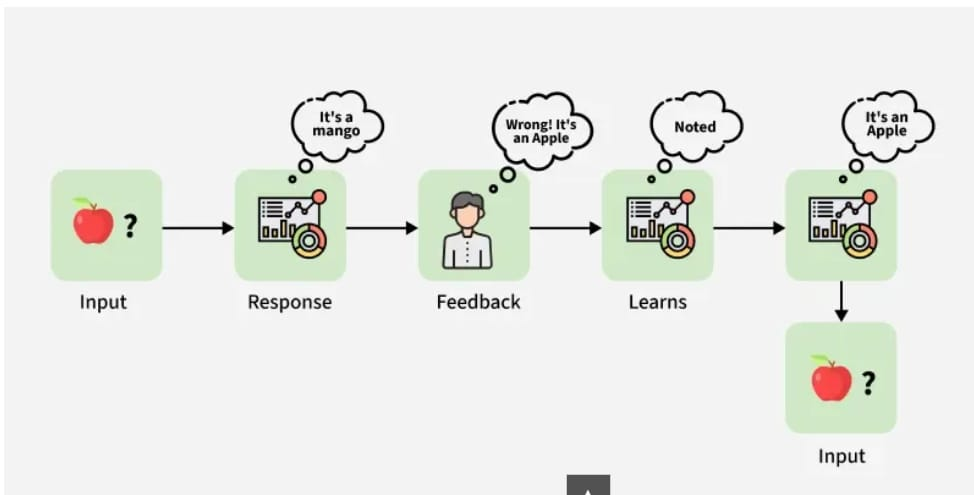 It's a
mango
Wrong! It's
an Apple
Noted
It's an
Apple
?
Input
Response
Feedback
Learns
?
Input